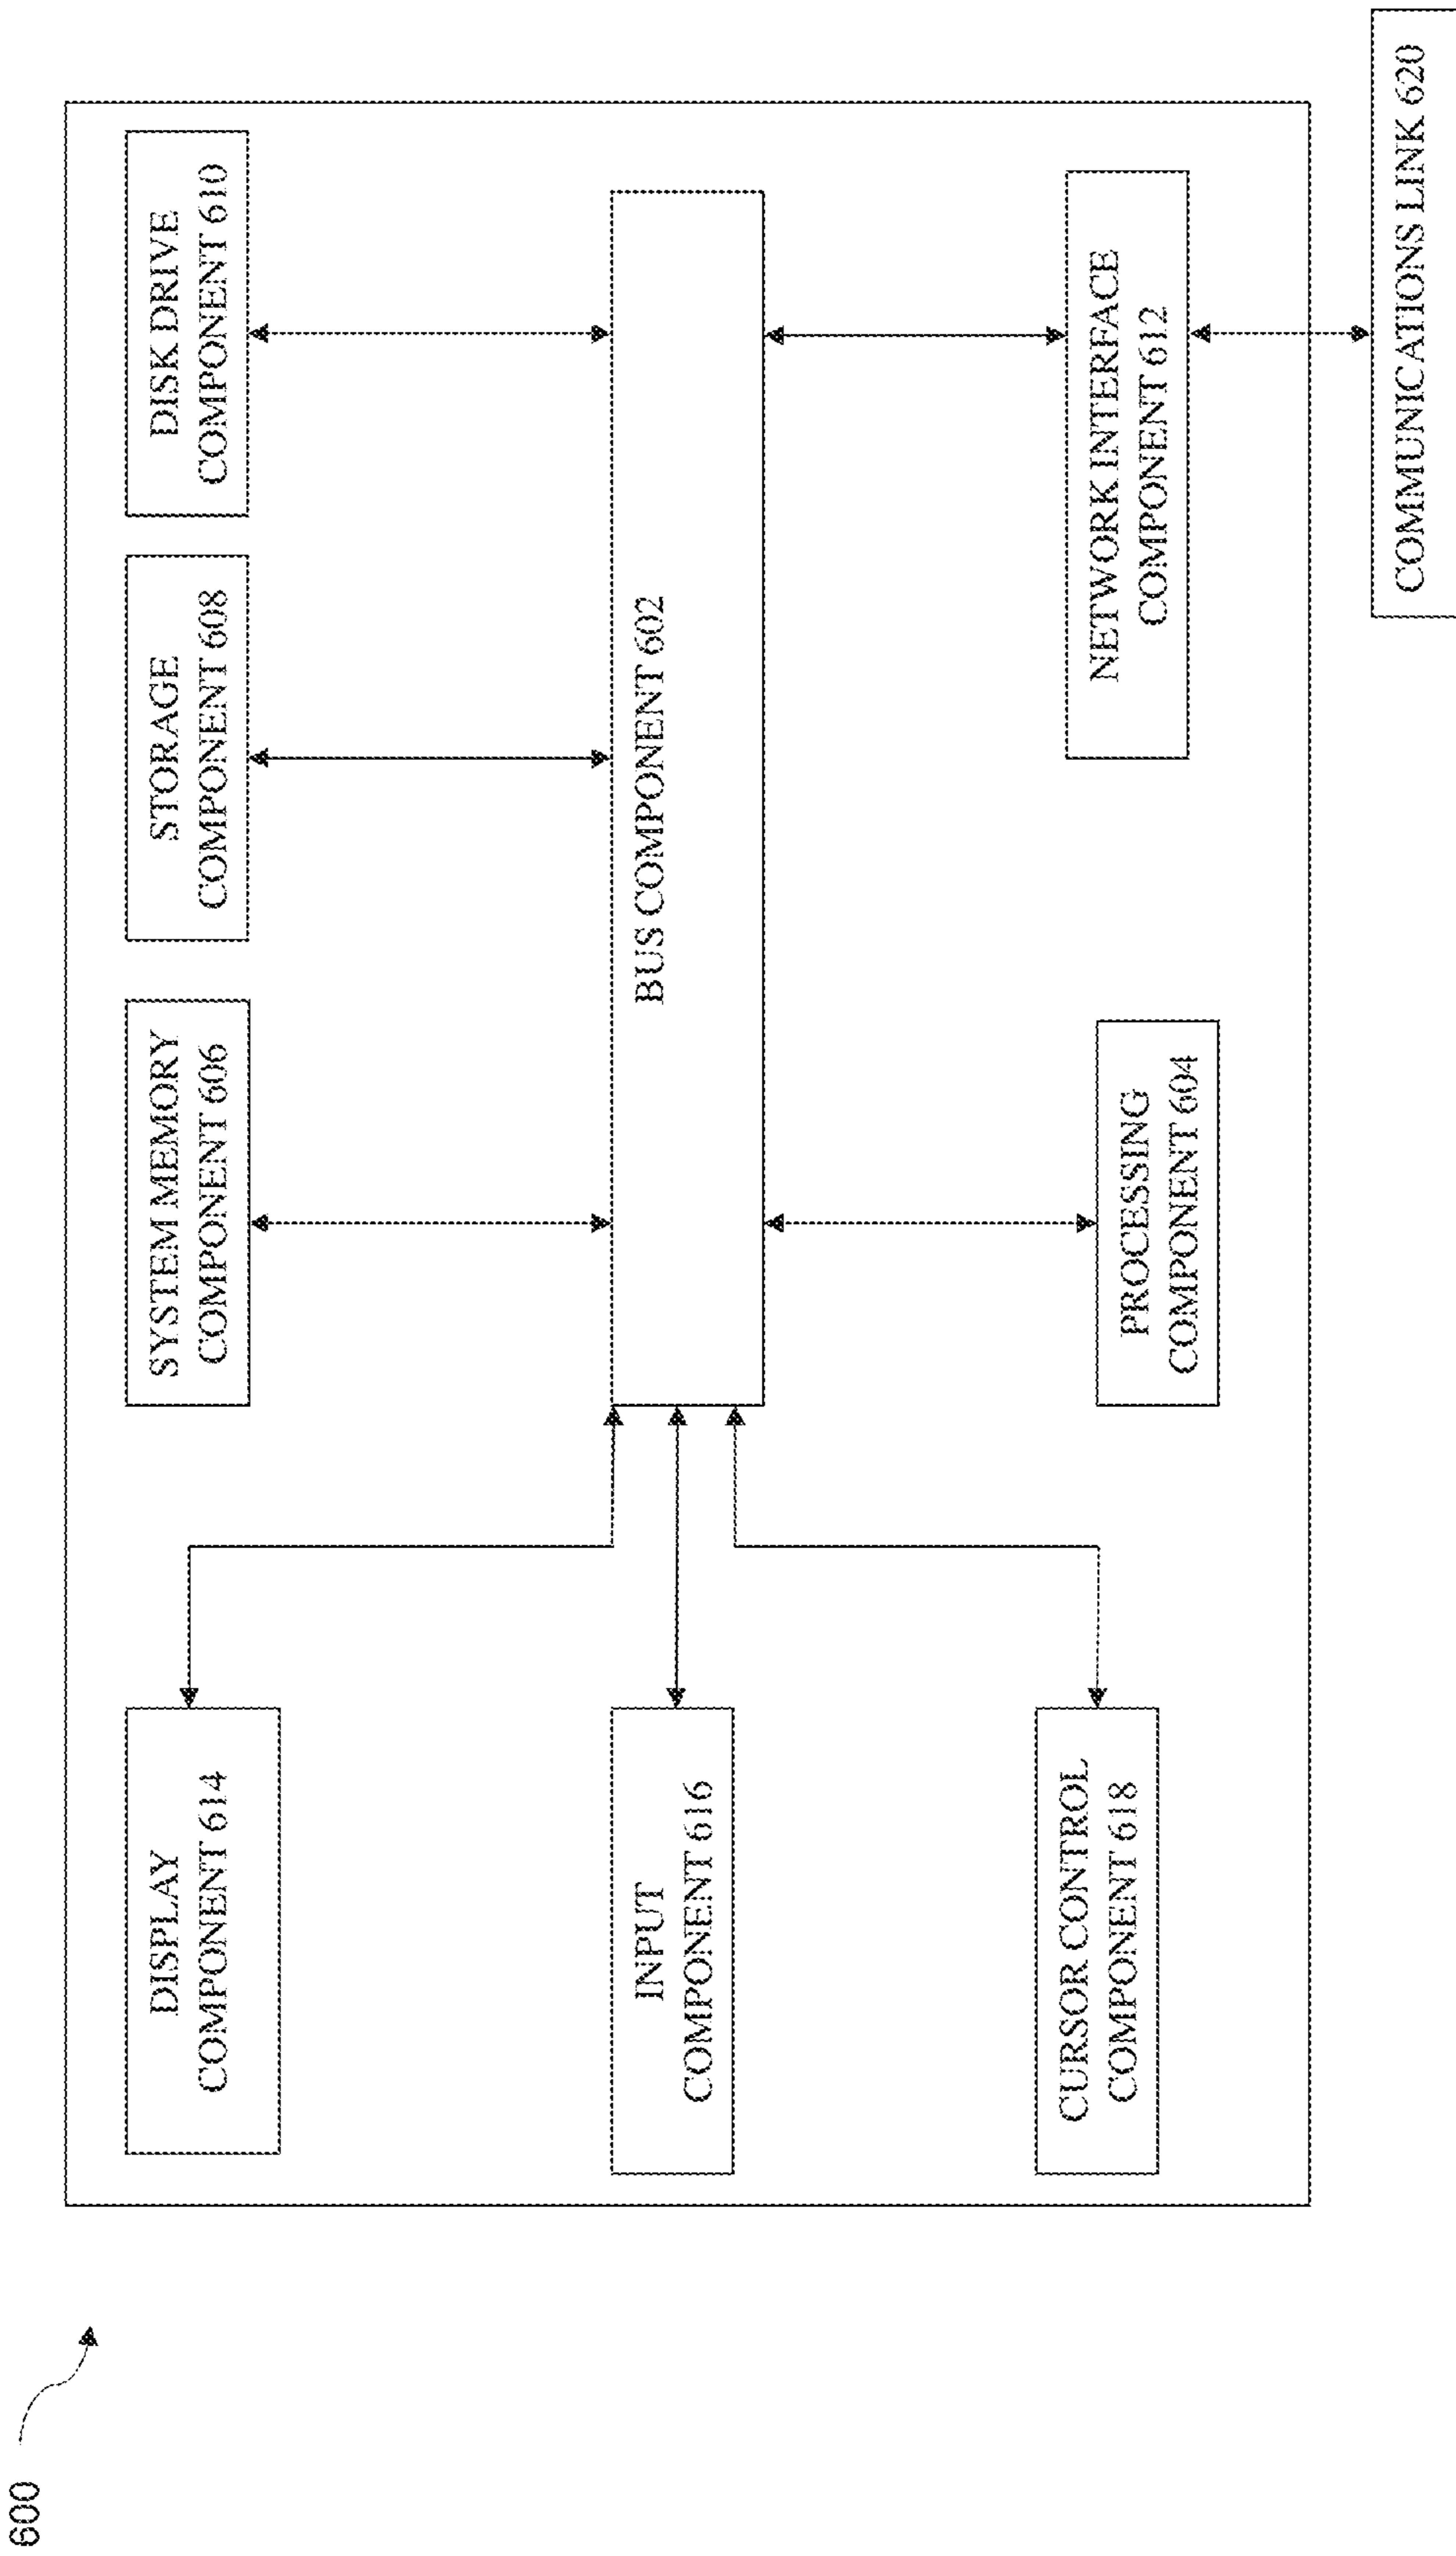 600
DISPLAY
COMPONENT 614
SYSTEM MEMORY
COMPONENT 606
STORAGE
COMPONENT 608
DISK DRIVE
COMPONENT 610
INPUT
COMPONENT 616
BUS COMPONENT 602
CURSOR CONTROL
COMPONENT 618
PROCESSING
COMPONENT 604
NETWORK INTERFACE
COMPONENT 612
COMMUNICATIONS LINK 620